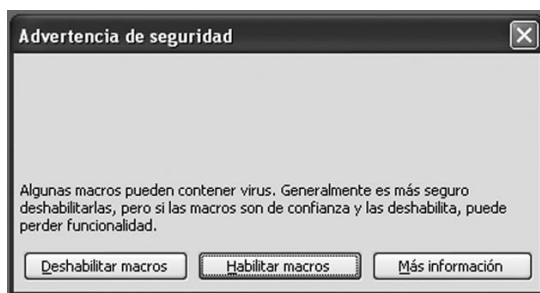 Advertencia de seguridad
Algunas macros pueden contener virus. Generalmente es más seguro
deshabilitarlas, pero si las macros son de confianza y las deshabilita, puede
perder funcionalidad.
Deshabilitar macros Habilitar macros Más información